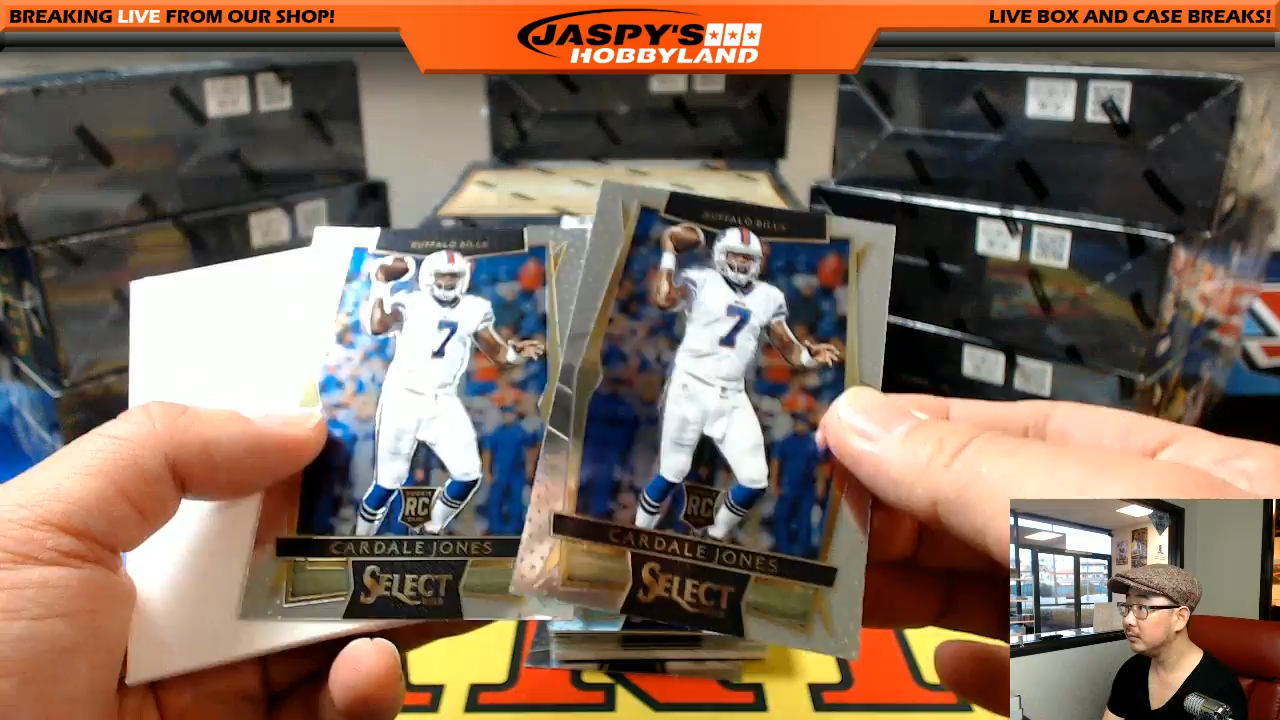 BREAKING LIVE FROM OUR SHOP!
JASPY'S
HOBBYLAND
LIVE BOX AND CASE BREAKS!
BUFFALO BILLS
7
RC
CARDALE JONES
SELECT
BUFFALO BILLS
7
RC
CARDALE JONES
SELECT